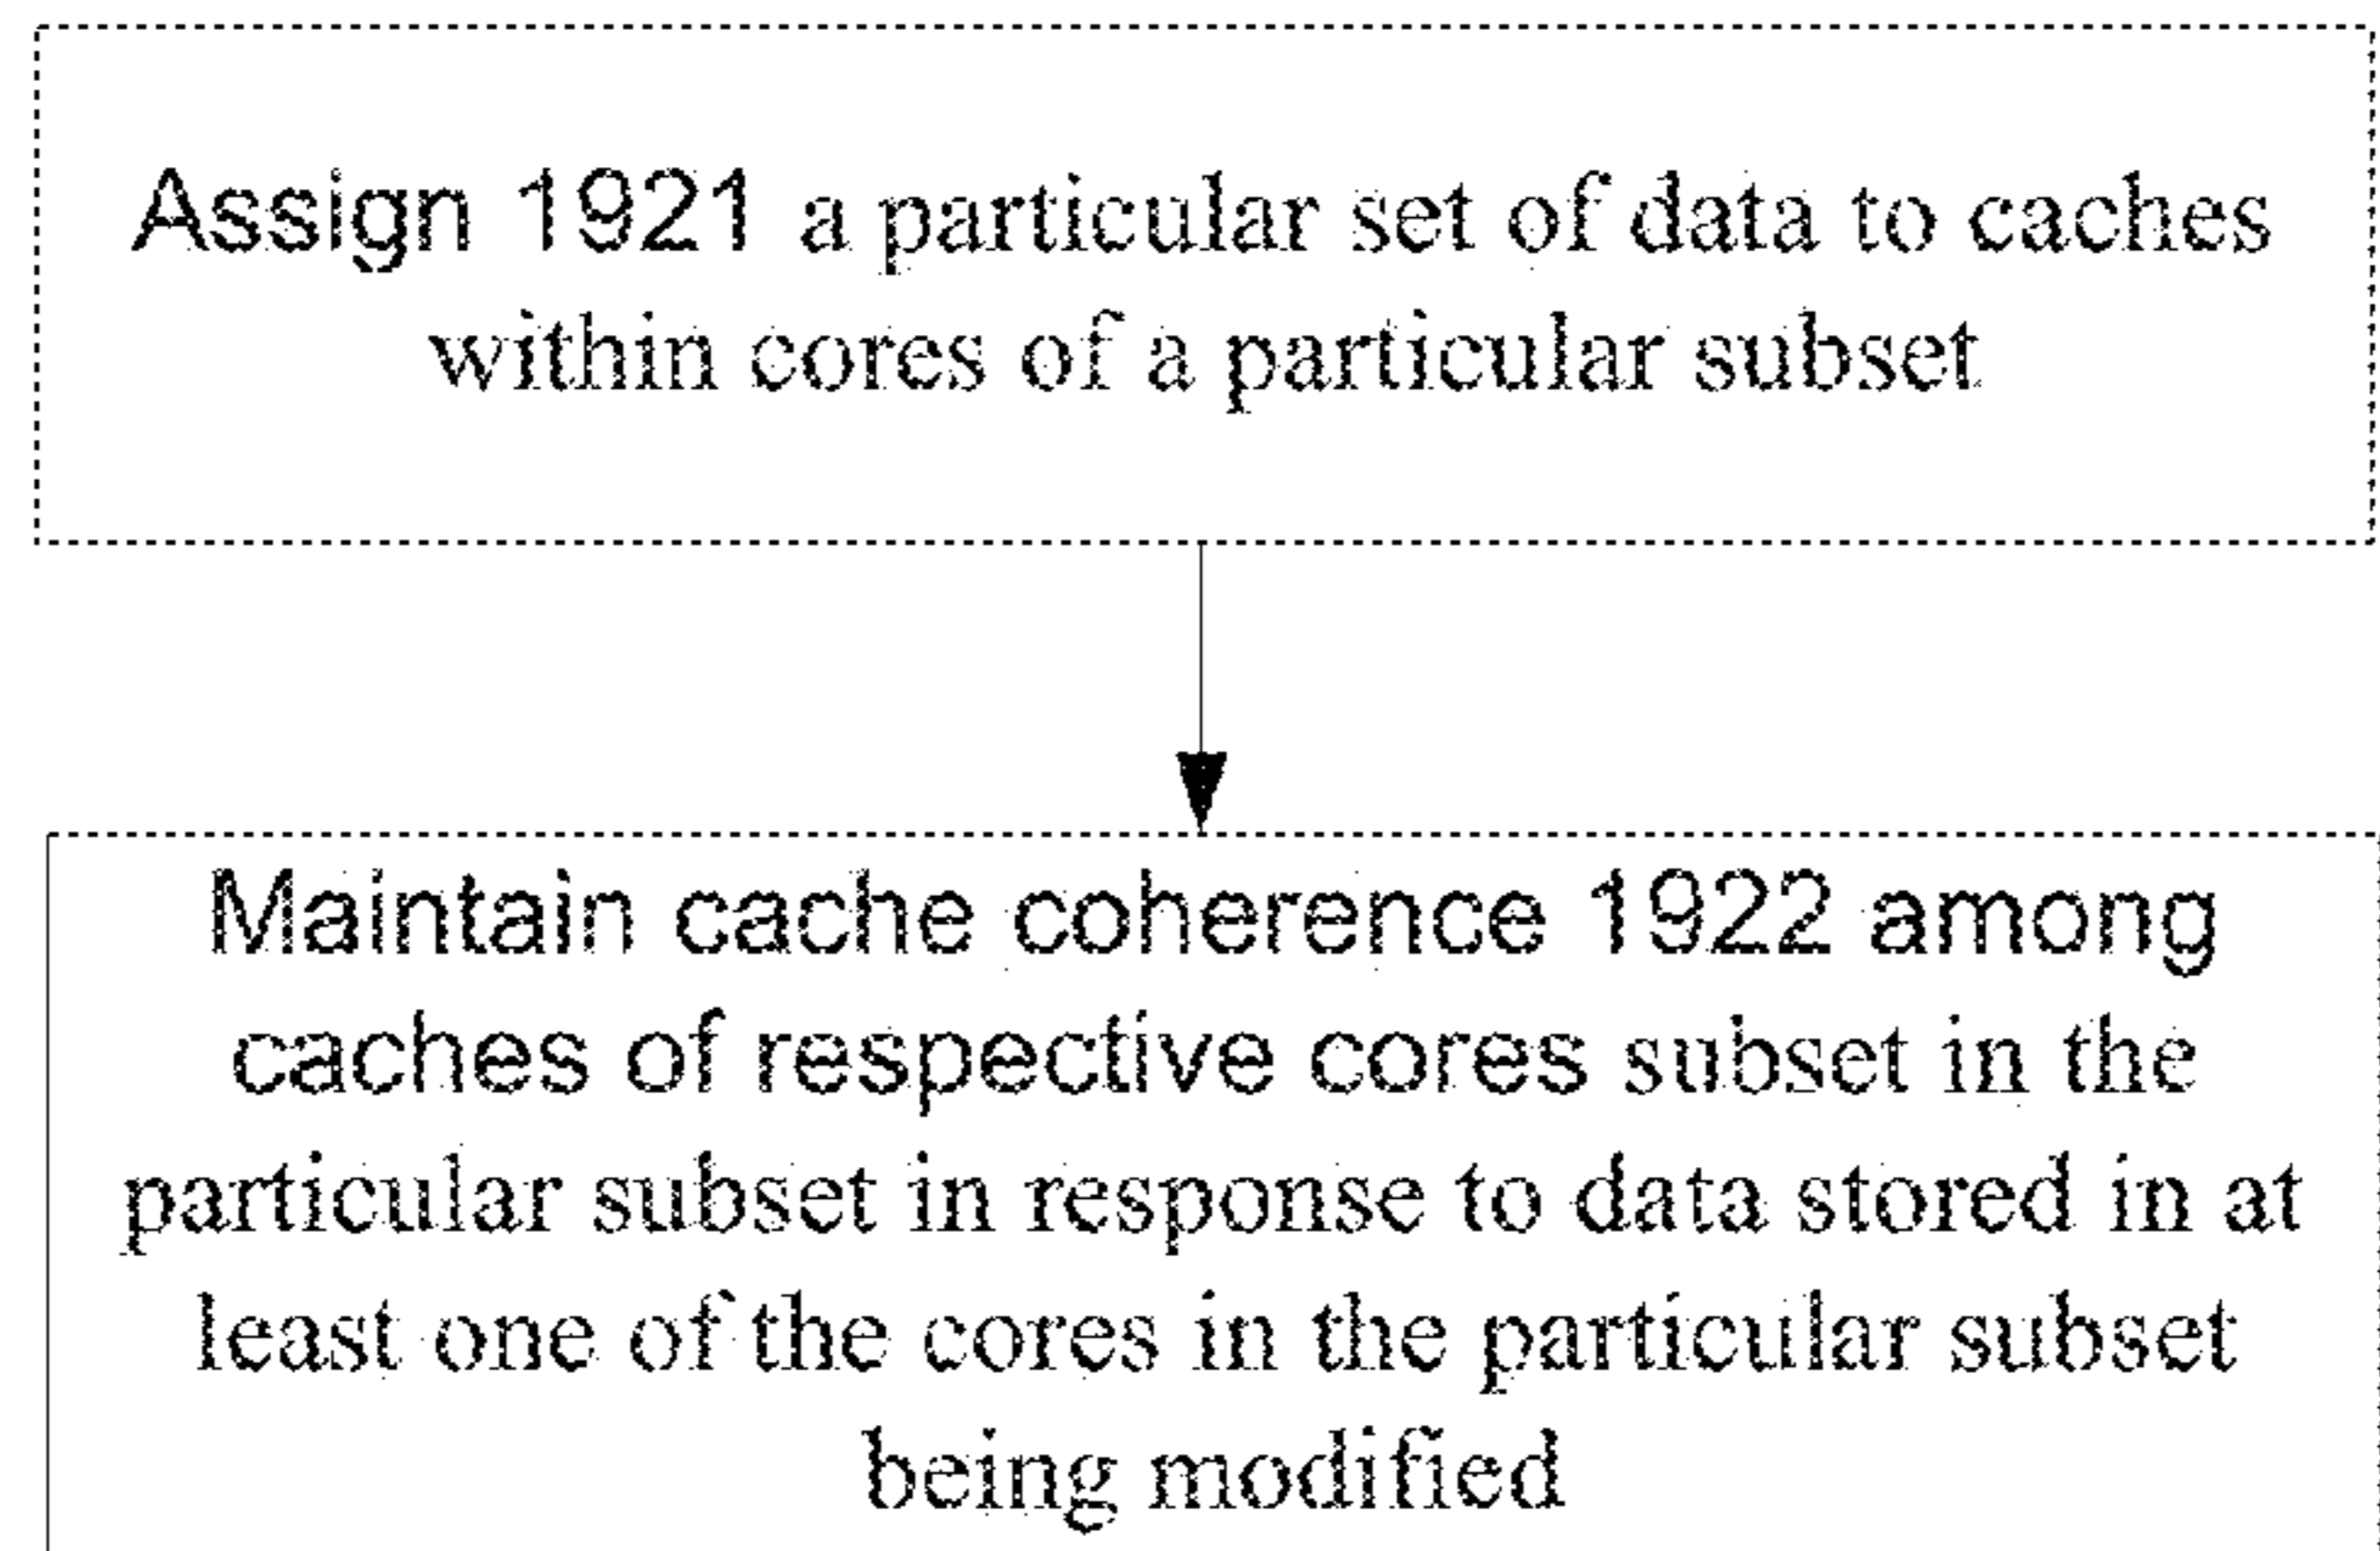 Assign 1921 a particular set of data to caches
within cores of a particular subset
Maintain cache coherence 1922 among
caches of respective cores subset in the
particular subset in response to data stored in at
least one of the cores in the particular subset
being modified